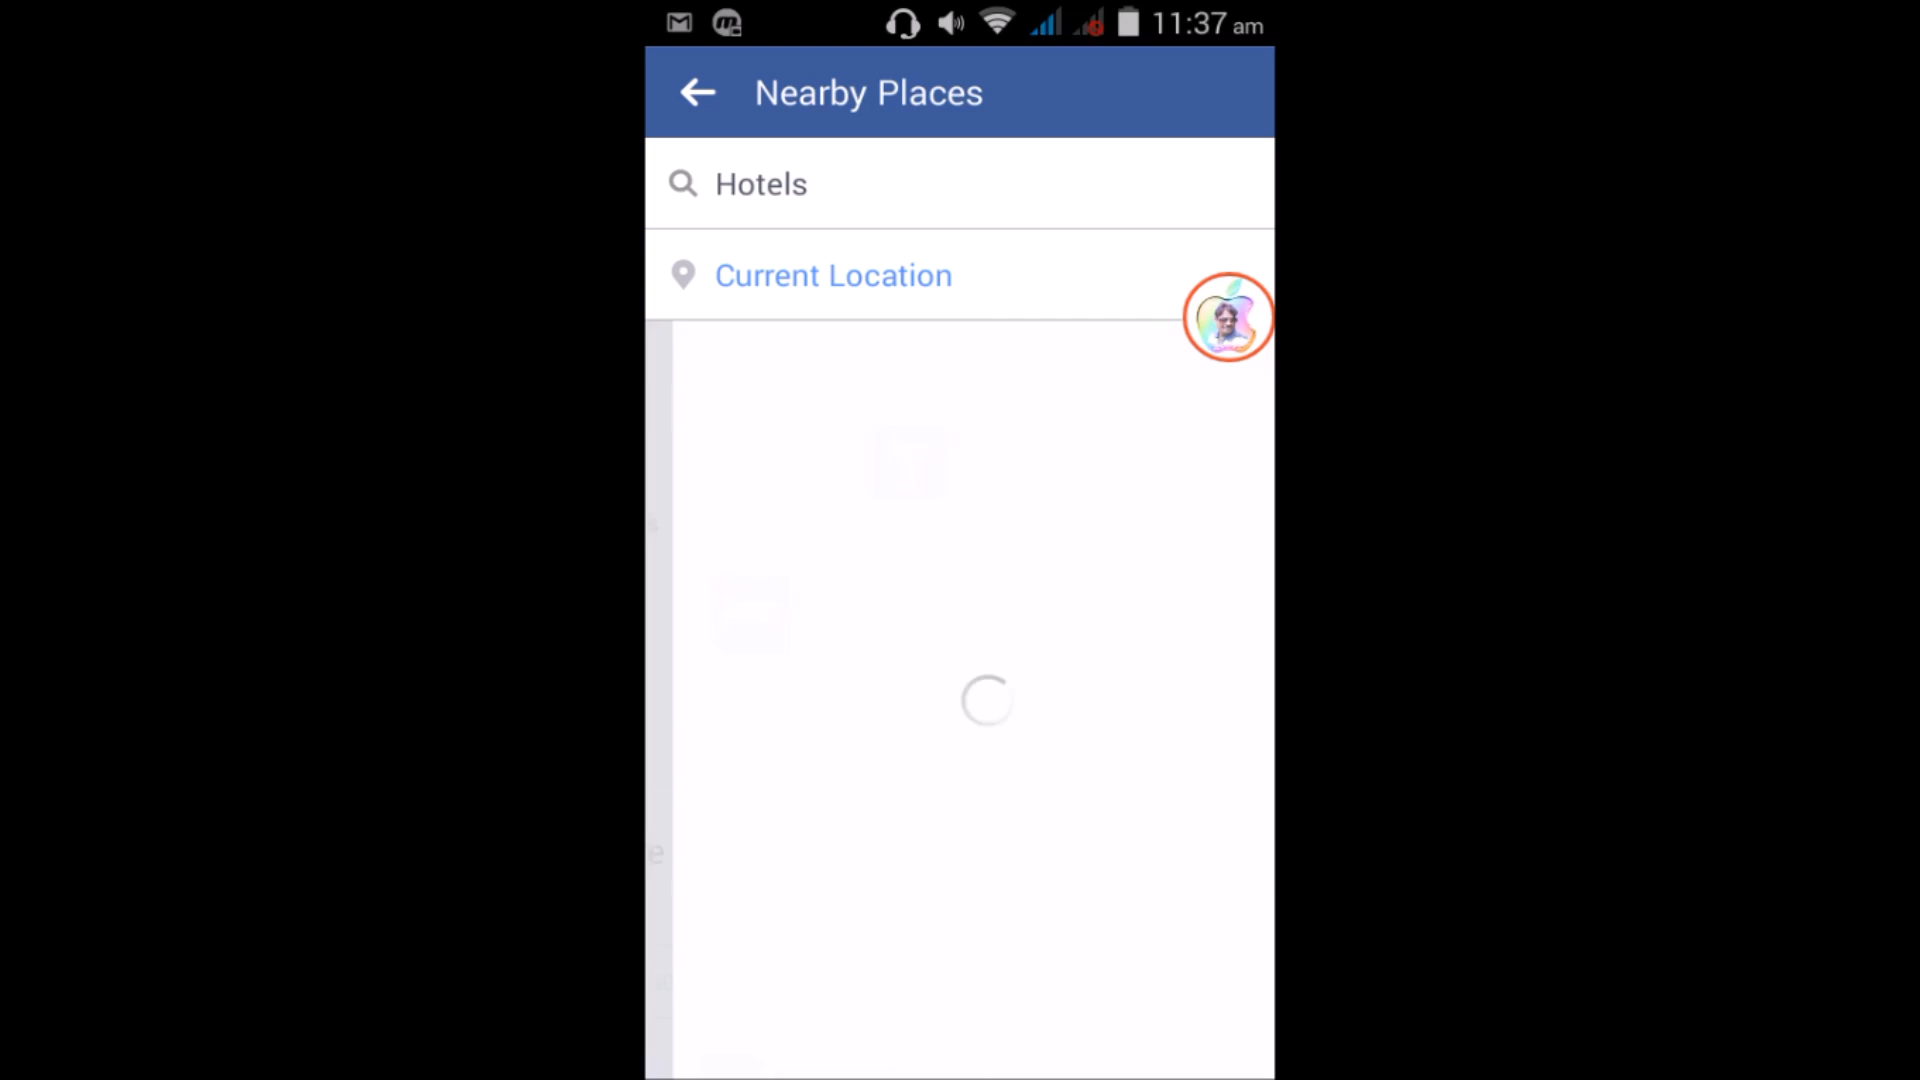 11:37 am
Nearby Places
Hotels
Current Location
e